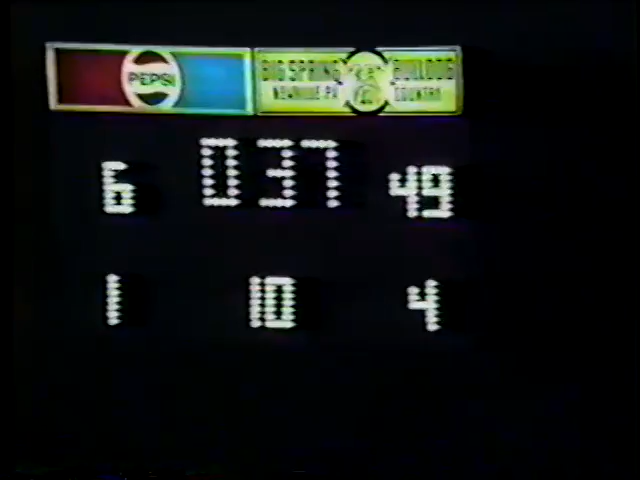 PEPSI
BIG SPRING BULLDOG
NEWVILLE PA COUNTRY
6 0 37 49
1 10 4